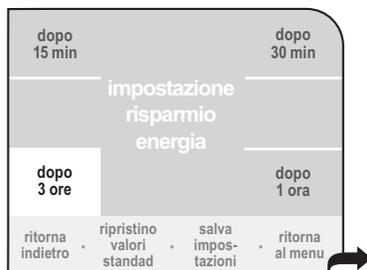 dopo
15 min
dopo
30 min
impostazione
risparmio
energia
dopo
3 ore
dopo
1 ora
ritorna
indietro
•
ripristino
valori
standad
•
salva
impos-
tazioni
•
ritorna
al menu